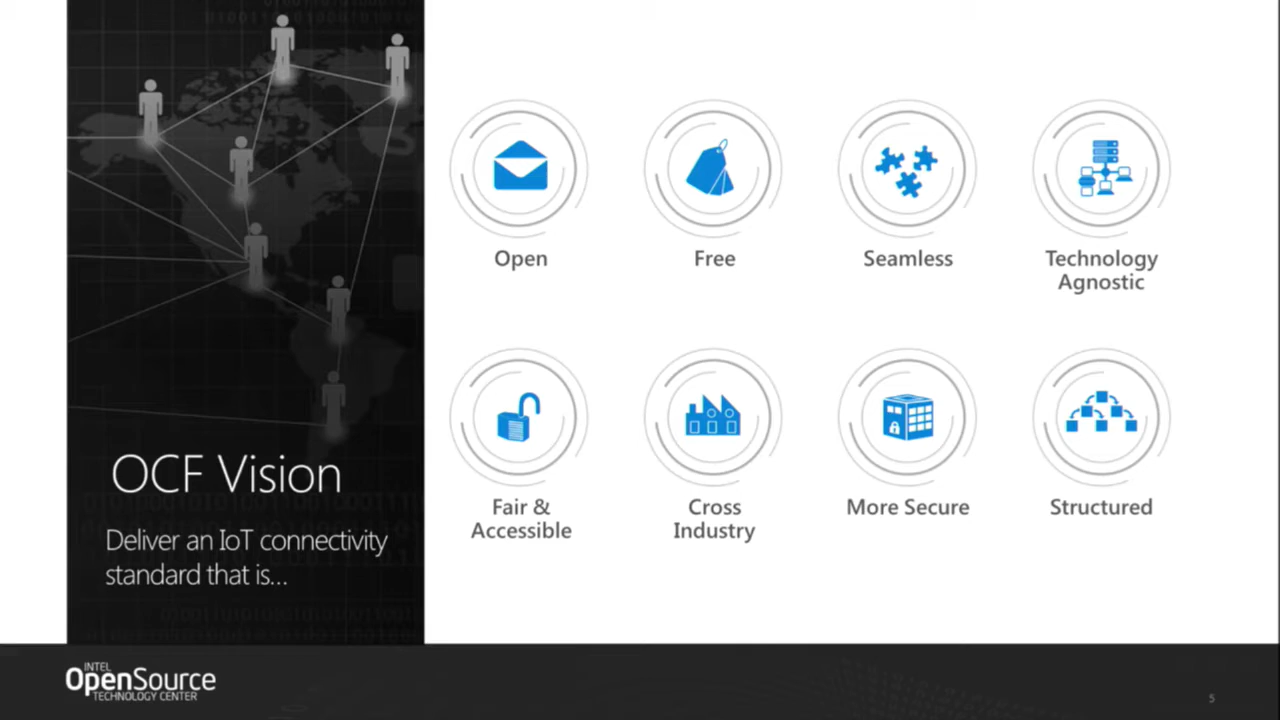 OCF Vision
Deliver an IoT connectivity
standard that is...
Open
Free
Seamless
Technology
Agnostic
Fair &
Accessible
Cross
Industry
More Secure
Structured
INTEL
OpenSource
TECHNOLOGY CENTER
5